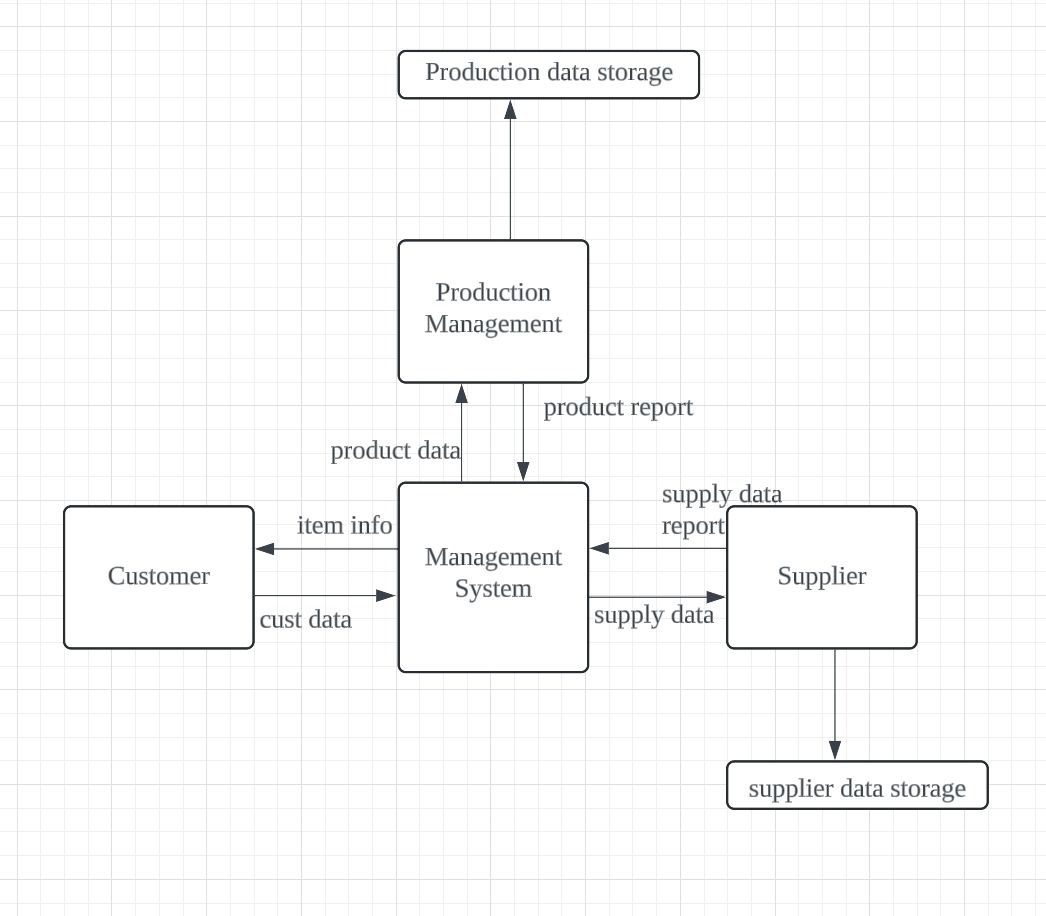 Production data storage
Production
Management
product report
product data
supply data
report
item info
Management
System
Customer
Supplier
cust data
supply data
supplier data storage